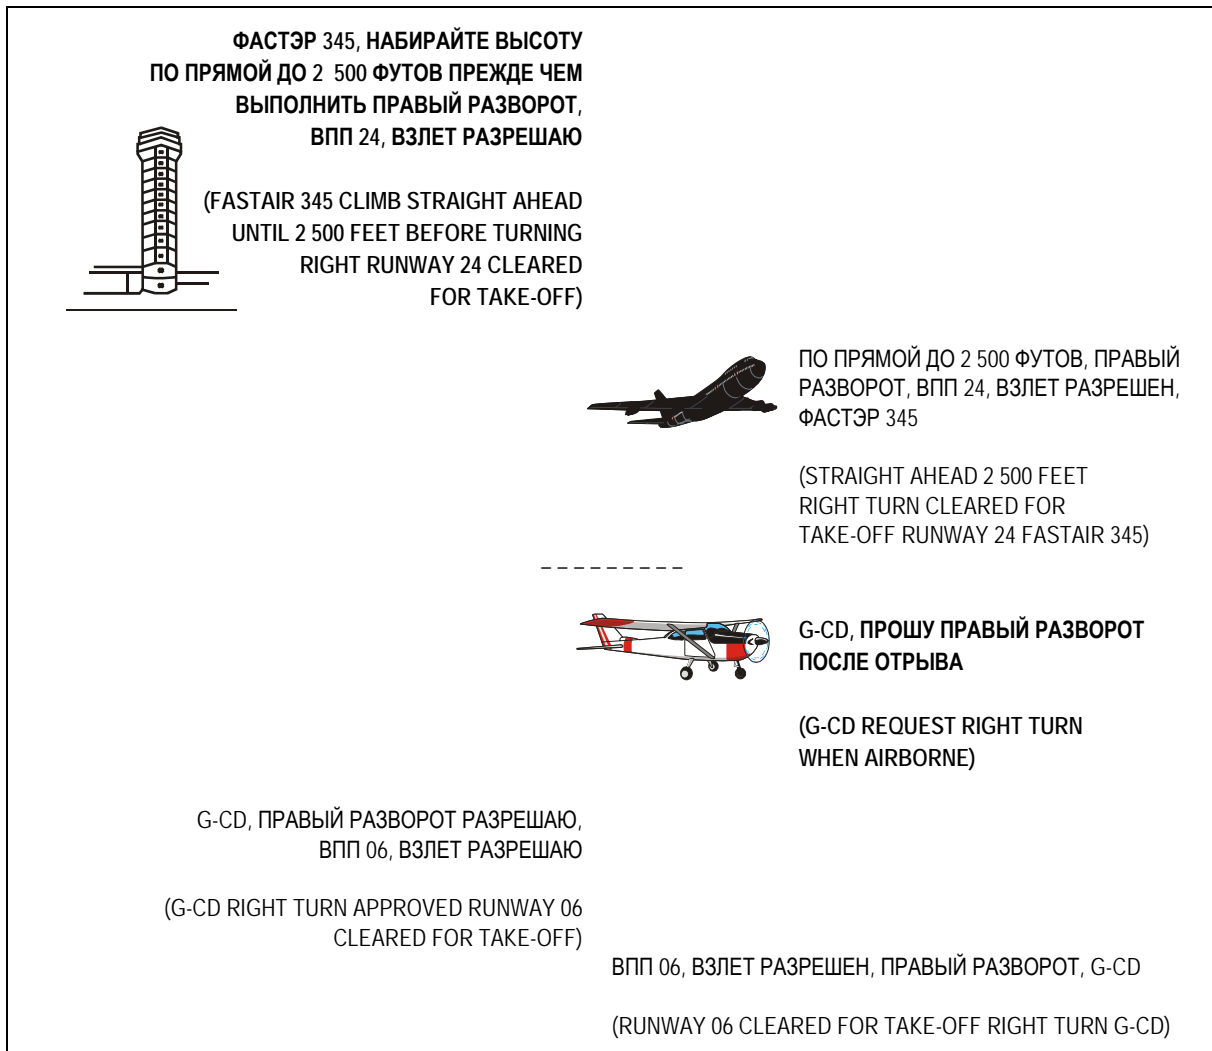 ФАСТЭР 345, НАБИРАЙТЕ ВЫСОТУ
ПО ПРЯМОЙ ДО 2 500 ФУТОВ ПРЕЖДЕ ЧЕМ
ВЫПОЛНИТЬ ПРАВЫЙ РАЗВОРОТ,
ВПП 24, ВЗЛЕТ РАЗРЕШАЮ
(FASTAIR 345 CLIMB STRAIGHT AHEAD
UNTIL 2 500 FEET BEFORE TURNING
RIGHT RUNWAY 24 CLEARED
FOR TAKE-OFF)
ПО ПРЯМОЙ ДО 2 500 ФУТОВ, ПРАВЫЙ
РАЗВОРОТ, ВПП 24, ВЗЛЕТ РАЗРЕШЕН,
ФАСТЭР 345
(STRAIGHT AHEAD 2 500 FEET
RIGHT TURN CLEARED FOR
TAKE-OFF RUNWAY 24 FASTAIR 345)
– – – – – – – – –
G-CD, ПРОШУ ПРАВЫЙ РАЗВОРОТ
ПОСЛЕ ОТРЫВА
(G-CD REQUEST RIGHT TURN
WHEN AIRBORNE)
G-CD, ПРАВЫЙ РАЗВОРОТ РАЗРЕШАЮ,
ВПП 06, ВЗЛЕТ РАЗРЕШАЮ
(G-CD RIGHT TURN APPROVED RUNWAY 06
CLEARED FOR TAKE-OFF)
ВПП 06, ВЗЛЕТ РАЗРЕШЕН, ПРАВЫЙ РАЗВОРОТ, G-CD
(RUNWAY 06 CLEARED FOR TAKE-OFF RIGHT TURN G-CD)